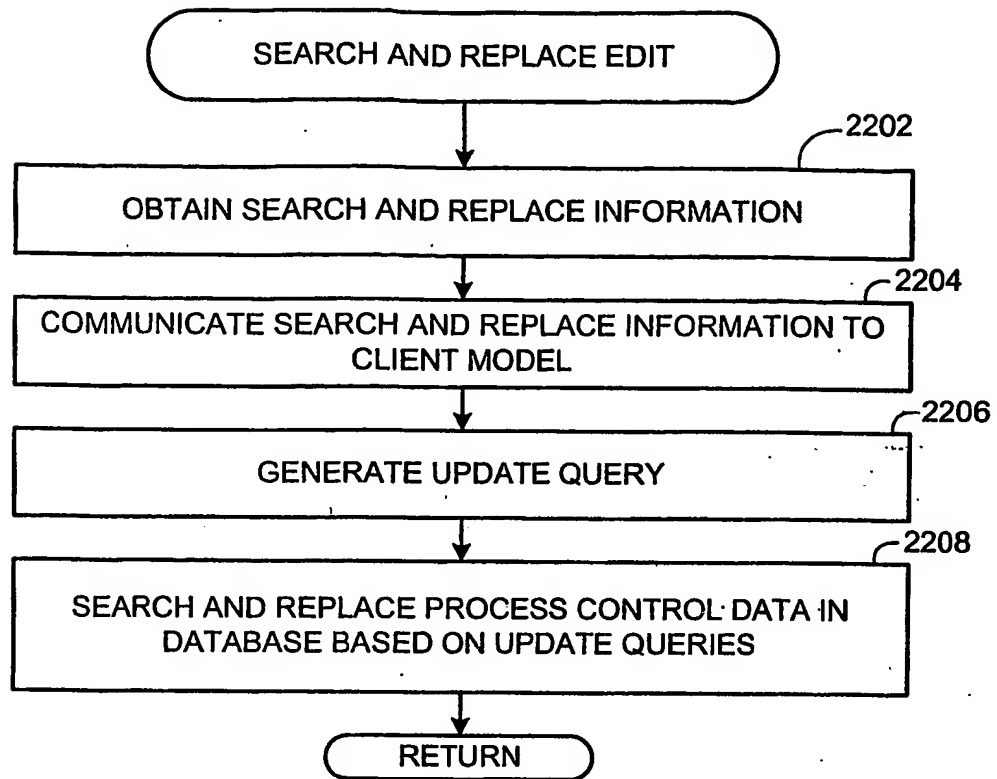 SEARCH AND REPLACE EDIT
2202
OBTAIN SEARCH AND REPLACE INFORMATION
2204
COMMUNICATE SEARCH AND REPLACE INFORMATION TO
CLIENT MODEL
2206
GENERATE UPDATE QUERY
2208
SEARCH AND REPLACE PROCESS CONTROL DATA IN
DATABASE BASED ON UPDATE QUERIES
RETURN